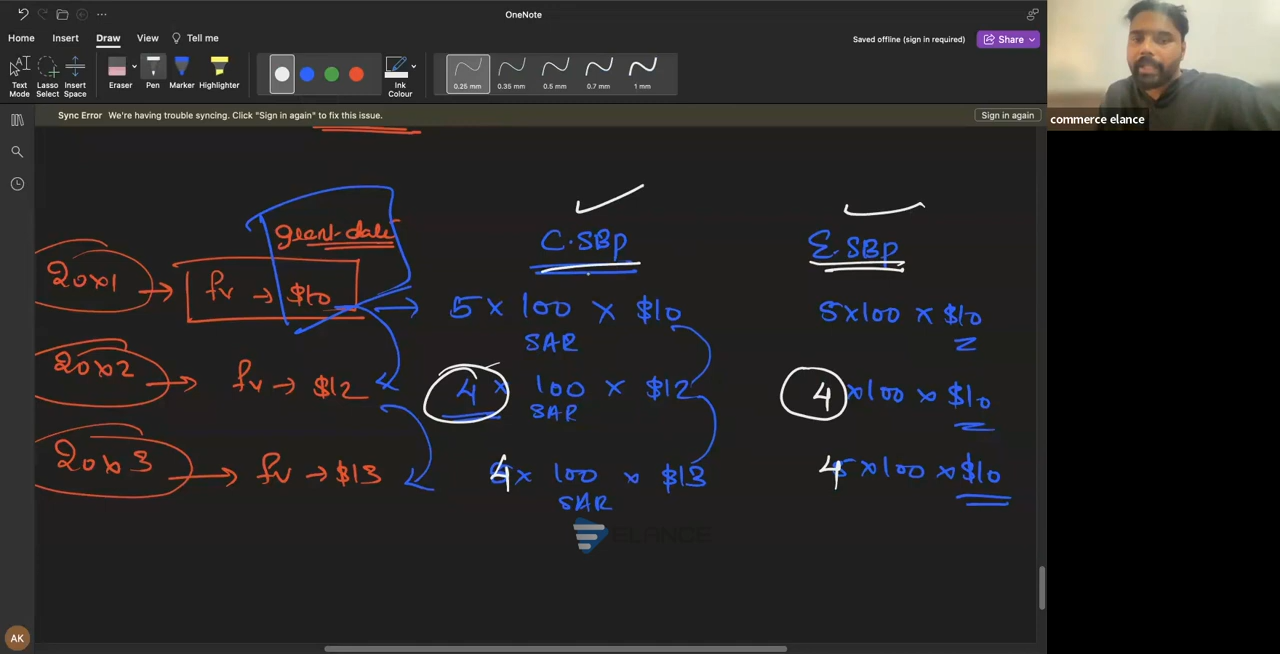 OneNote
Home Insert Draw View Tell me
Saved offline (sign in required)
Share
Text Mode
Lasso Select
Insert Space
Eraser
Pen
Marker
Highlighter
Ink Colour
0.25 mm
0.35 mm
0.5 mm
0.7 mm
1 mm
Sync Error We're having trouble syncing. Click "Sign in again" to fix this issue.
Sign in again
commerce elance
grant-date
C.SBP
E.SBP
20x1 → fv → $10
5 x 100 x $10
SAR
5x100 x $10
20x2 → fv → $12
4 x 100 x $12
SAR
4 x100 x $10
20x3 → fv → $13
4 x 100 x $13
SAR
4 x100 x $10
ELANCE
AK